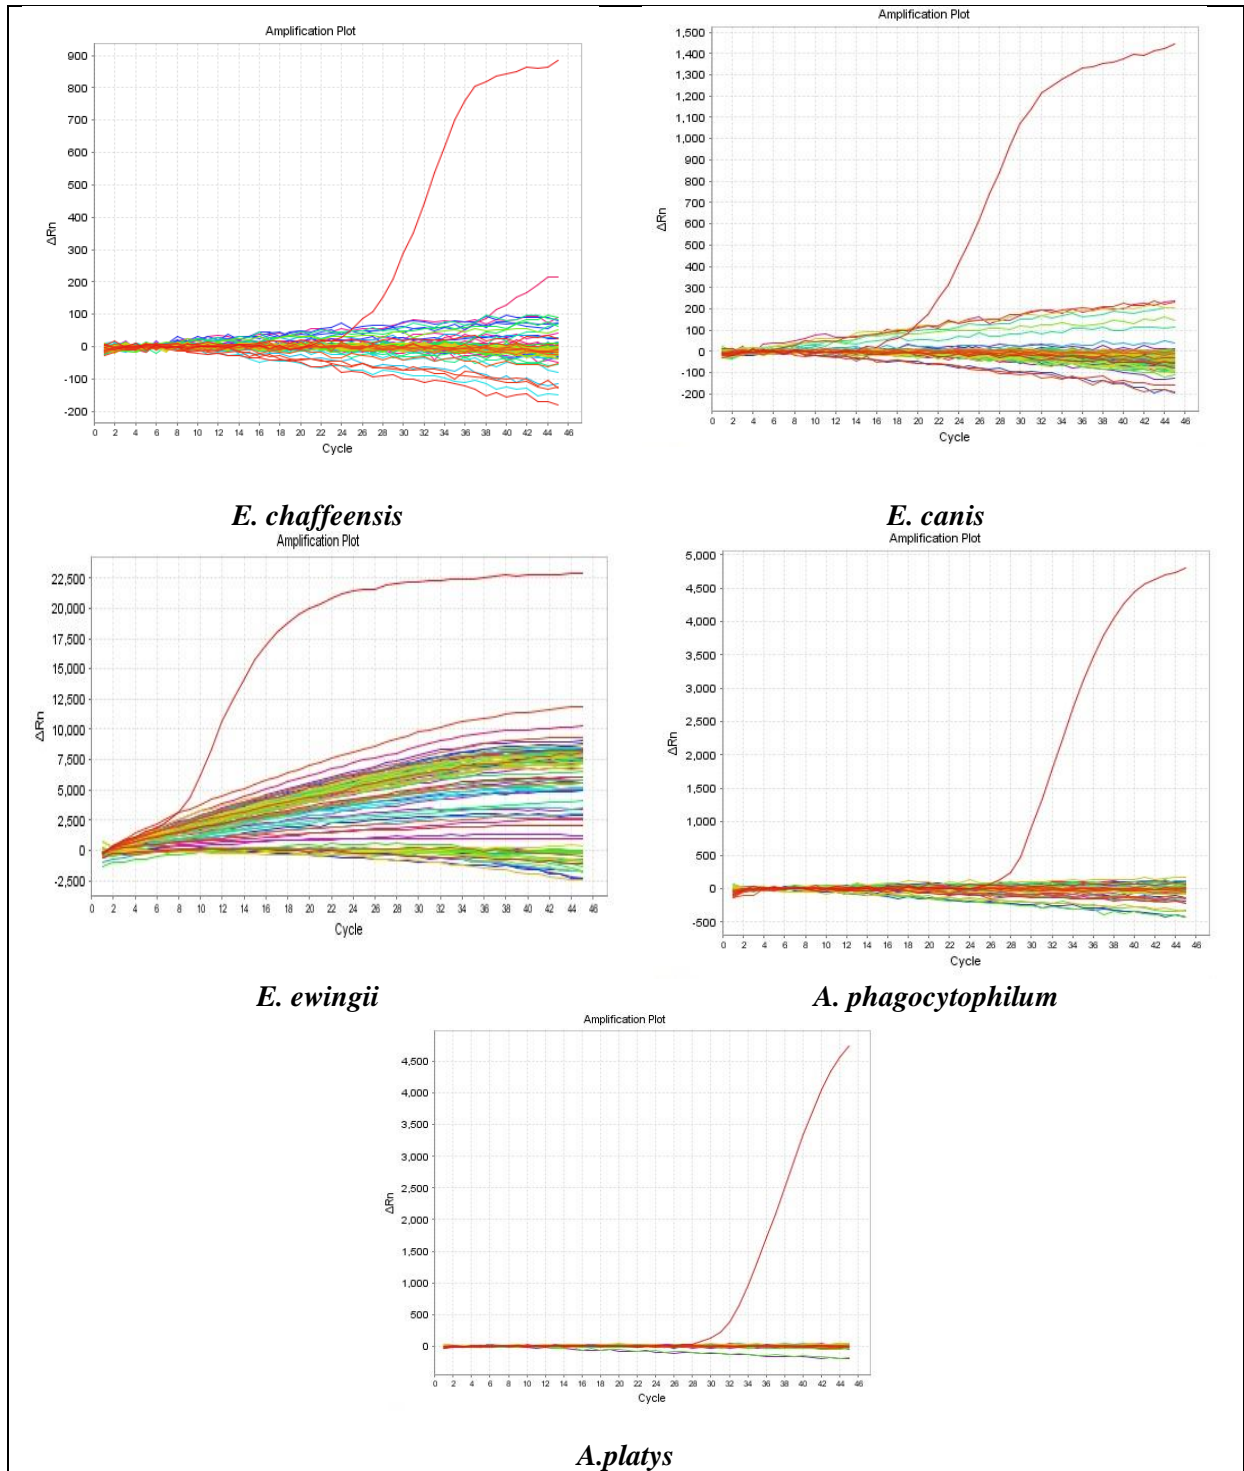 Amplification Plot
900
800
700
600
500
400
300
200
100
0
-100
-200
ΔRn
0 2 4 6 8 10 12 14 16 18 20 22 24 26 28 30 32 34 36 38 40 42 44 46
Cycle
E. chaffeensis
Amplification Plot
1,500
1,400
1,300
1,200
1,100
1,000
900
800
700
600
500
400
300
200
100
0
-100
-200
ΔRn
0 2 4 6 8 10 12 14 16 18 20 22 24 26 28 30 32 34 36 38 40 42 44 46
Cycle
E. canis
Amplification Plot
22,500
20,000
17,500
15,000
12,500
10,000
7,500
5,000
2,500
0
-2,500
ΔRn
0 2 4 6 8 10 12 14 16 18 20 22 24 26 28 30 32 34 36 38 40 42 44 46
Cycle
E. ewingii
Amplification Plot
5,000
4,500
4,000
3,500
3,000
2,500
2,000
1,500
1,000
500
0
-500
ΔRn
0 2 4 6 8 10 12 14 16 18 20 22 24 26 28 30 32 34 36 38 40 42 44 46
Cycle
A. phagocytophilum
Amplification Plot
4,500
4,000
3,500
3,000
2,500
2,000
1,500
1,000
500
0
ΔRn
0 2 4 6 8 10 12 14 16 18 20 22 24 26 28 30 32 34 36 38 40 42 44 46
Cycle
A.platys